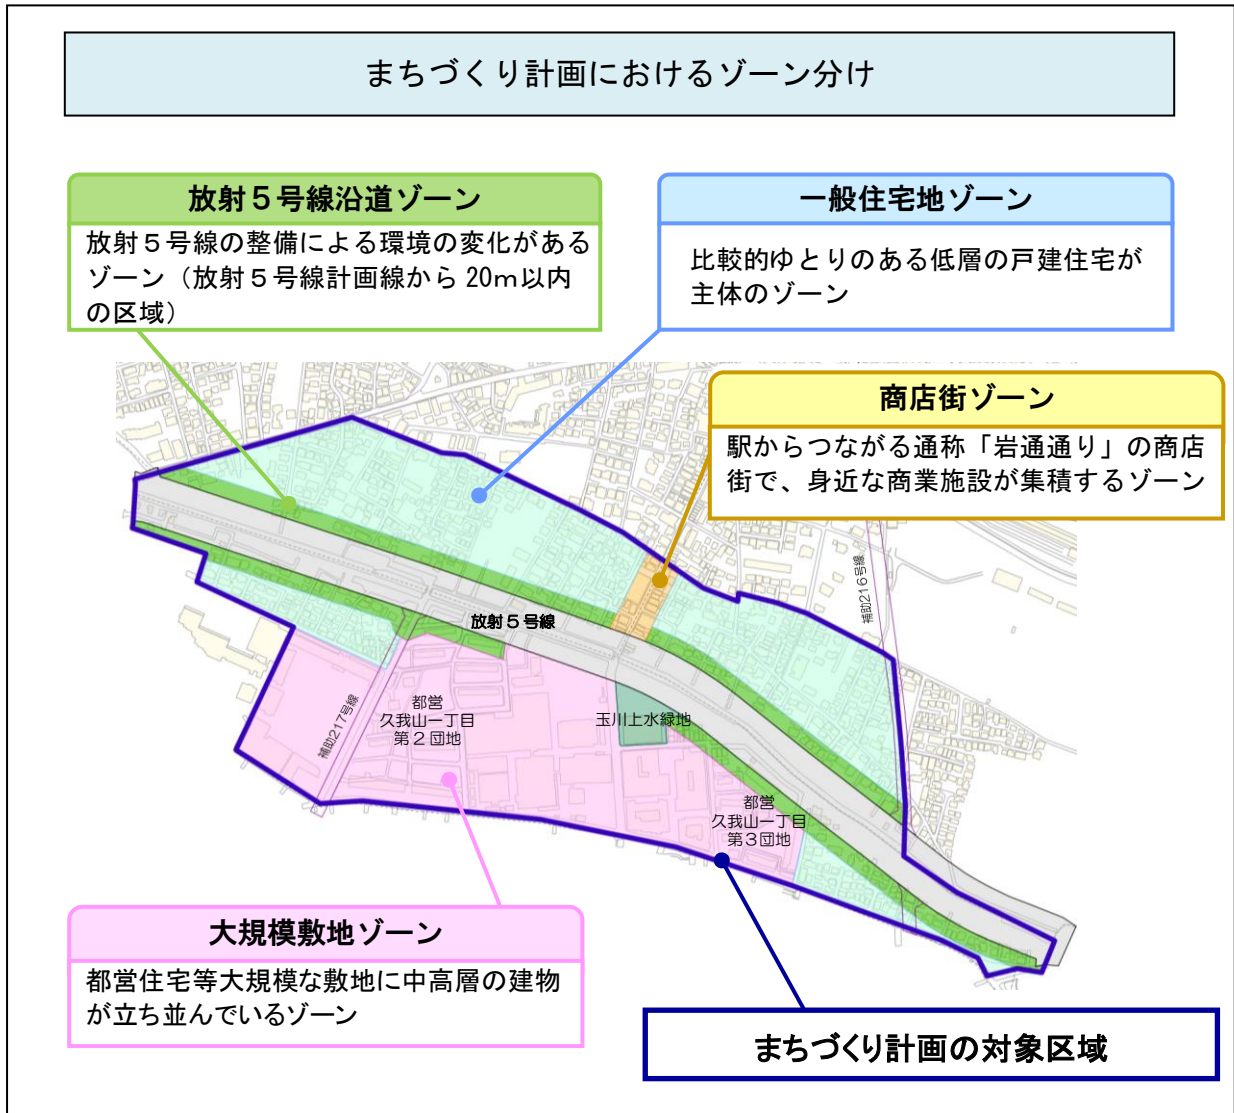 まちづくり計画におけるゾーン分け
放射５号線沿道ゾーン
放射５号線の整備による環境の変化がある
ゾーン（放射５号線計画線から 20ｍ以内
の区域）
一般住宅地ゾーン
比較的ゆとりのある低層の戸建住宅が
主体のゾーン
商店街ゾーン
駅からつながる通称「岩通通り」の商店
街で、身近な商業施設が集積するゾーン
補助216号線
放射５号線
都営
久我山一丁目
第２団地
補助217号線
玉川上水緑地
都営
久我山一丁目
第３団地
大規模敷地ゾーン
都営住宅等大規模な敷地に中高層の建物
が立ち並んでいるゾーン
まちづくり計画の対象区域